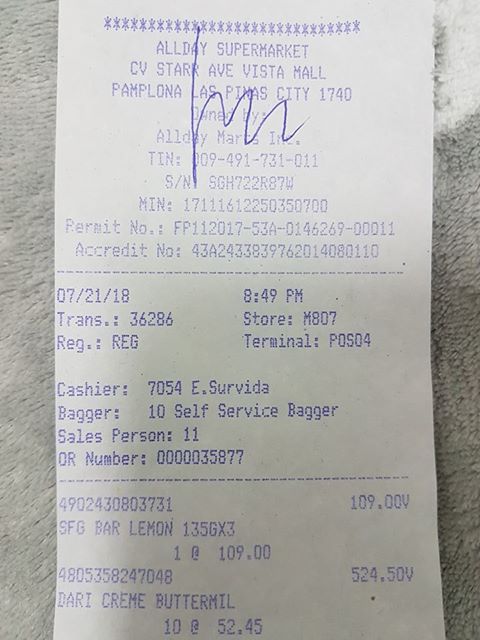 ******************************
ALLDAY SUPERMARKET
CV STARR AVE VISTA MALL
PAMPLONA LAS PINAS CITY 1740
Owned by:
Allday Marts Inc.
TIN: 009-491-731-011
S/N: SGH722R87W
MIN: 17111612250350700
Permit No.: FP112017-53A-0146269-00011
Accredit No: 43A2433839762014080110
07/21/18 8:49 PM
Trans.: 36286 Store: M807
Reg.: REG Terminal: POS04
Cashier: 7054 E.Survida
Bagger: 10 Self Service Bagger
Sales Person: 11
OR Number: 0000035877
4902430803731 109.00V
SFG BAR LEMON 135GX3
1 @ 109.00
4805358247048 524.50V
DARI CREME BUTTERMIL
10 @ 52.45